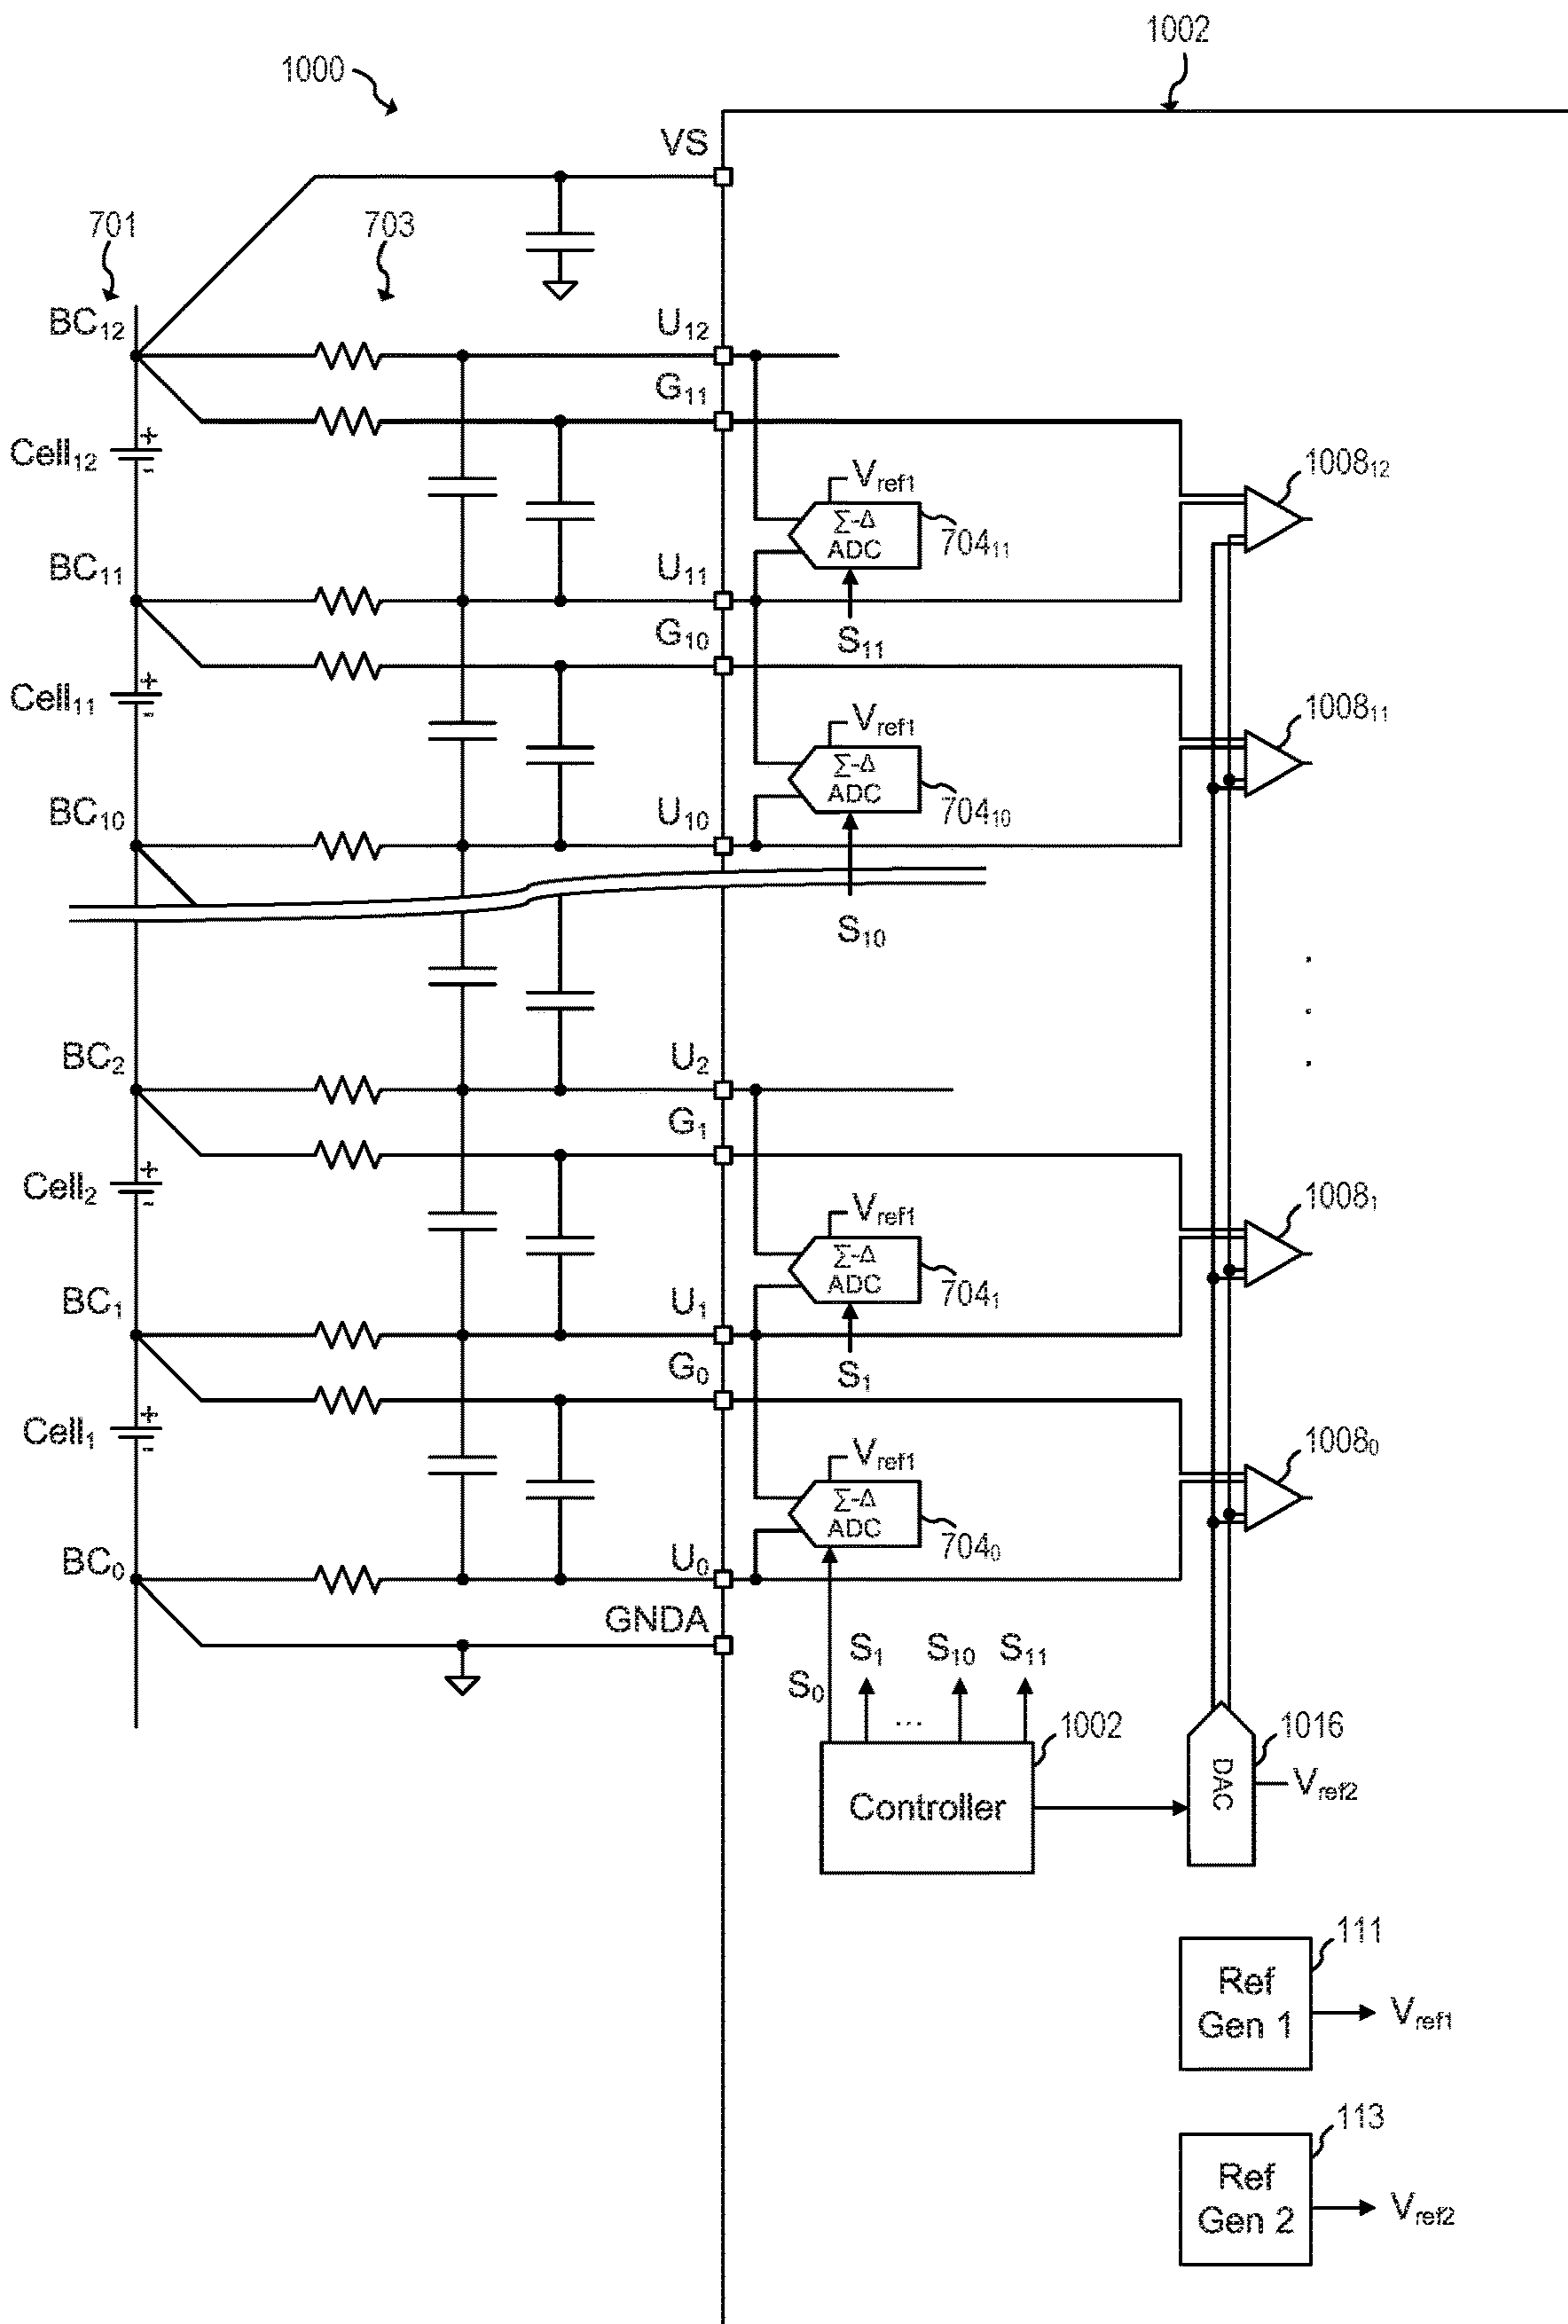 1002
1000
VS
701
703
BC12
U12
G11
Cell12
+
-
Vref1
Σ-Δ
ADC
70411
100812
BC11
U11
S11
G10
Cell11
+
-
Vref1
Σ-Δ
ADC
70410
100811
BC10
U10
S10
.
.
.
BC2
U2
G1
Cell2
+
-
Vref1
Σ-Δ
ADC
7041
10081
BC1
U1
S1
G0
Cell1
+
-
Vref1
Σ-Δ
ADC
7040
10080
BC0
U0
GNDA
S0
S1
...
S10
S11
1002
Controller
1016
DAC
Vref2
111
Ref
Gen 1
Vref1
113
Ref
Gen 2
Vref2